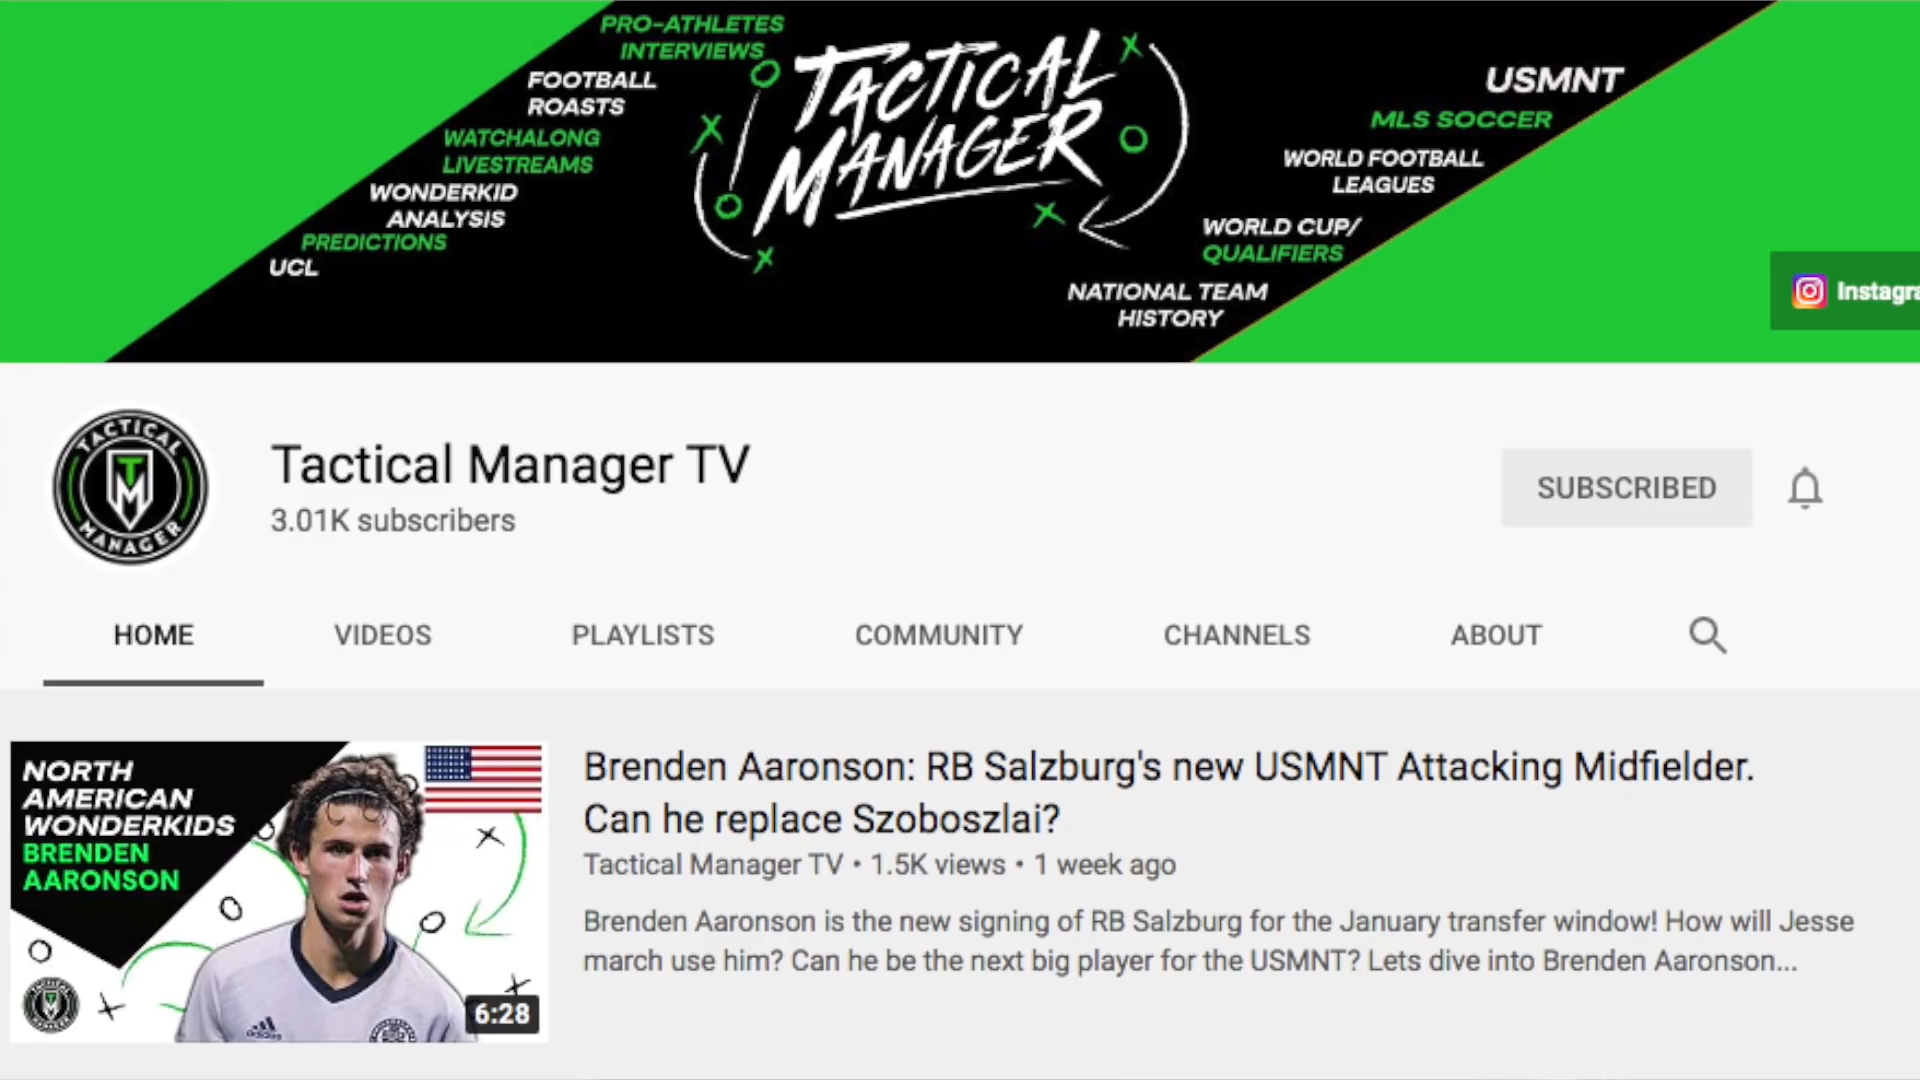 PRO-ATHLETES
INTERVIEWS
FOOTBALL
ROASTS
WATCHALONG
LIVESTREAMS
WONDERKID
ANALYSIS
PREDICTIONS
UCL
TACTICAL
MANAGER
USMNT
MLS SOCCER
WORLD FOOTBALL
LEAGUES
WORLD CUP/
QUALIFIERS
NATIONAL TEAM
HISTORY
Instagra
TACTICAL
TM
MANAGER
Tactical Manager TV
3.01K subscribers
SUBSCRIBED
HOME VIDEOS PLAYLISTS COMMUNITY CHANNELS ABOUT
NORTH
AMERICAN
WONDERKIDS
BRENDEN
AARONSON
adidas
TACTICAL
TM
MANAGER
6:28
Brenden Aaronson: RB Salzburg's new USMNT Attacking Midfielder.
Can he replace Szoboszlai?
Tactical Manager TV • 1.5K views • 1 week ago
Brenden Aaronson is the new signing of RB Salzburg for the January transfer window! How will Jesse
march use him? Can he be the next big player for the USMNT? Lets dive into Brenden Aaronson...